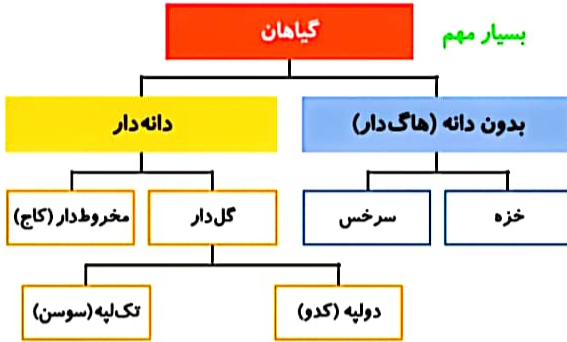 گیاهان
بسیار مهم
بدون دانه (هاگ‌دار)
دانه‌دار
خزه
سرخس
گل‌دار
مخروط‌دار (کاج)
دولپه (کدو)
تک‌لپه (سوسن)